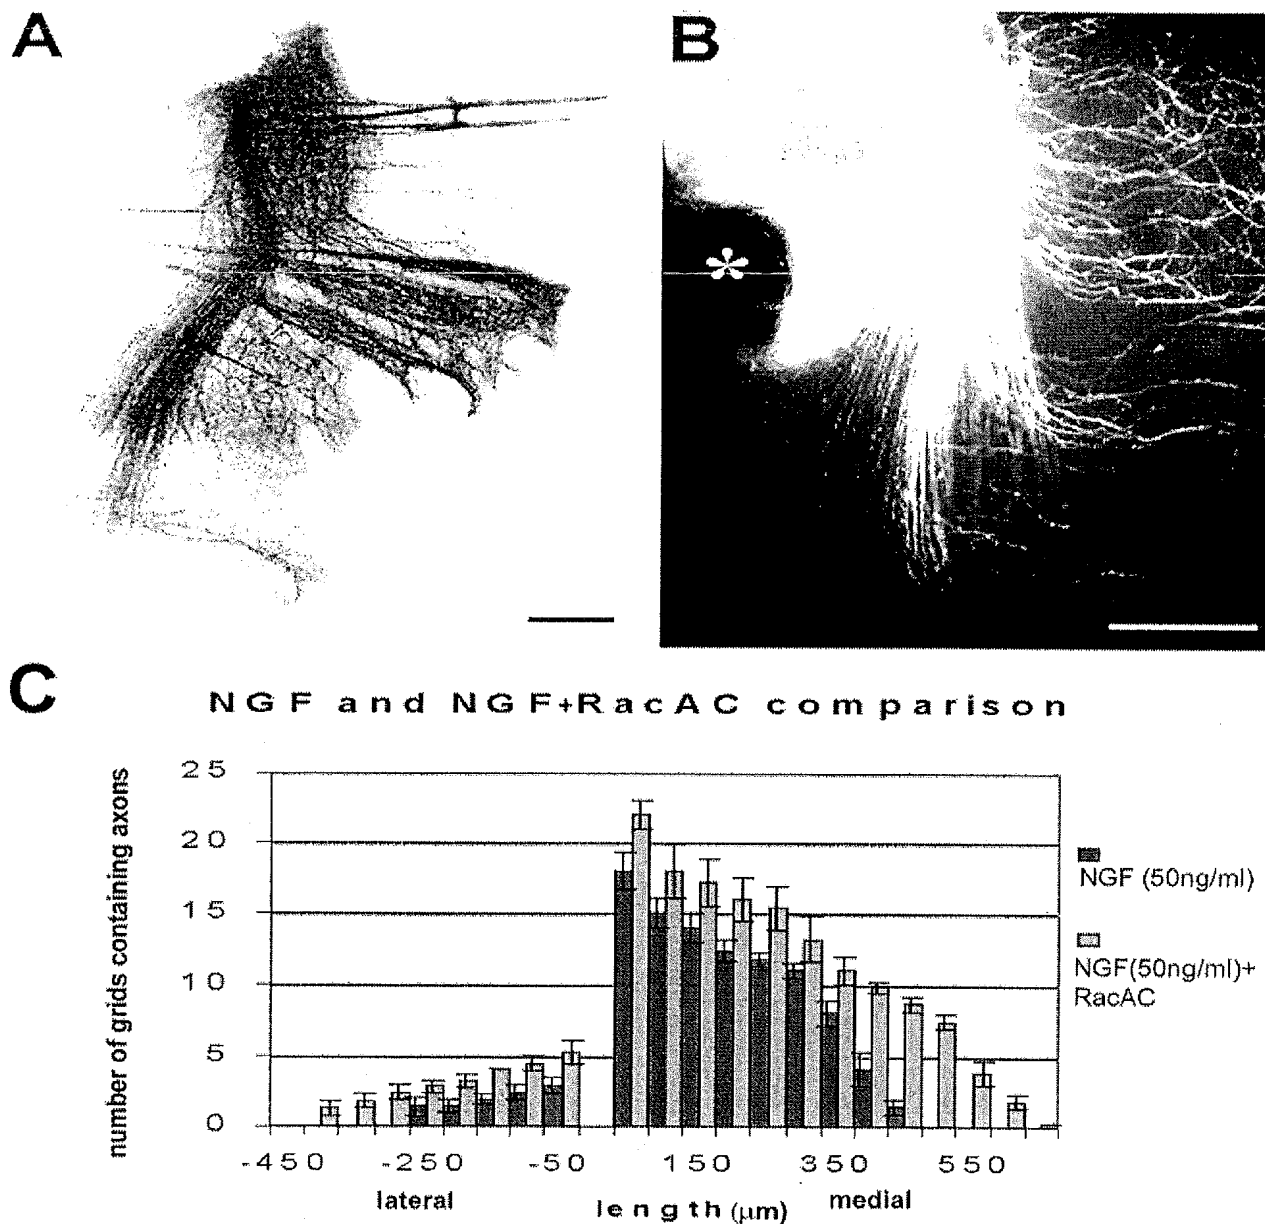 A
B
*
C
NGF and NGF+RacAC comparison
number of grids containing axons
25
20
15
10
5
0
NGF (50ng/ml)
NGF(50ng/ml)+
RacAC
-450 -250 -50 150 350 550
lateral length (μm) medial